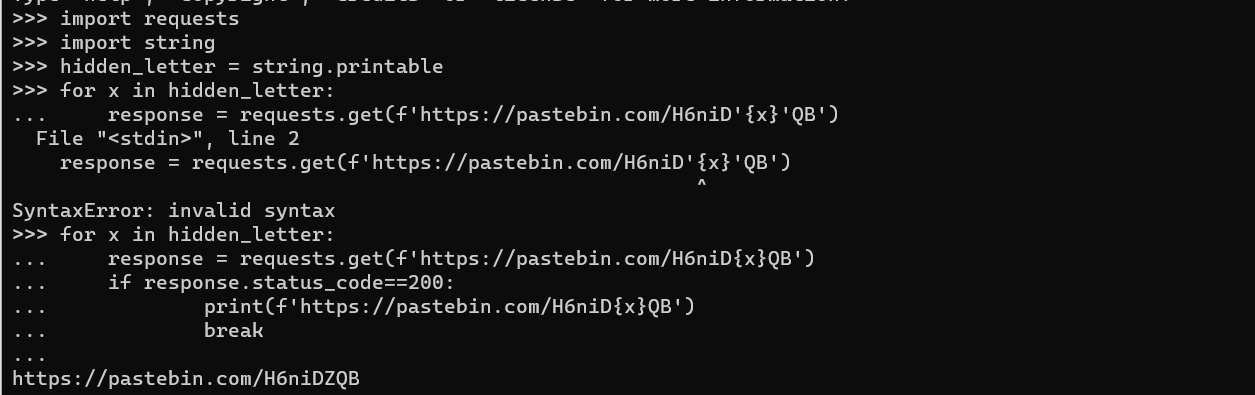 >>> import requests
>>> import string
>>> hidden_letter = string.printable
>>> for x in hidden_letter:
...     response = requests.get(f'https://pastebin.com/H6niD'{x}'QB')
  File "<stdin>", line 2
    response = requests.get(f'https://pastebin.com/H6niD'{x}'QB')
                                                         ^
SyntaxError: invalid syntax
>>> for x in hidden_letter:
...     response = requests.get(f'https://pastebin.com/H6niD{x}QB')
...     if response.status_code==200:
...             print(f'https://pastebin.com/H6niD{x}QB')
...             break
...
https://pastebin.com/H6niDZQB